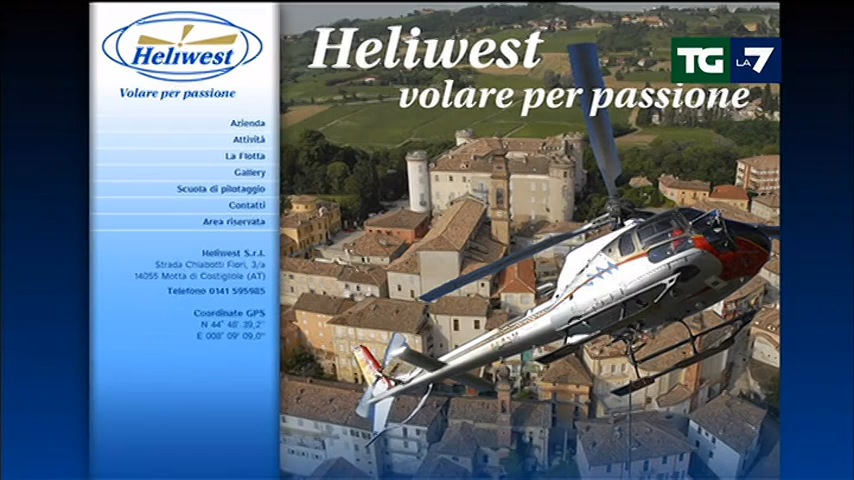 Heliwest
Volare per passione
Azienda
Attività
La Flotta
Gallery
Scuola di pilotaggio
Contatti
Area riservata
Heliwest S.r.l.
Strada Chiabotti Fiori, 3/a
14055 Motta di Costigliole (AT)
Telefono 0141 595985
Coordinate GPS
N 44° 48' 39,2"
E 008° 09' 09,0"
Heliwest
volare per passione
TG LA7